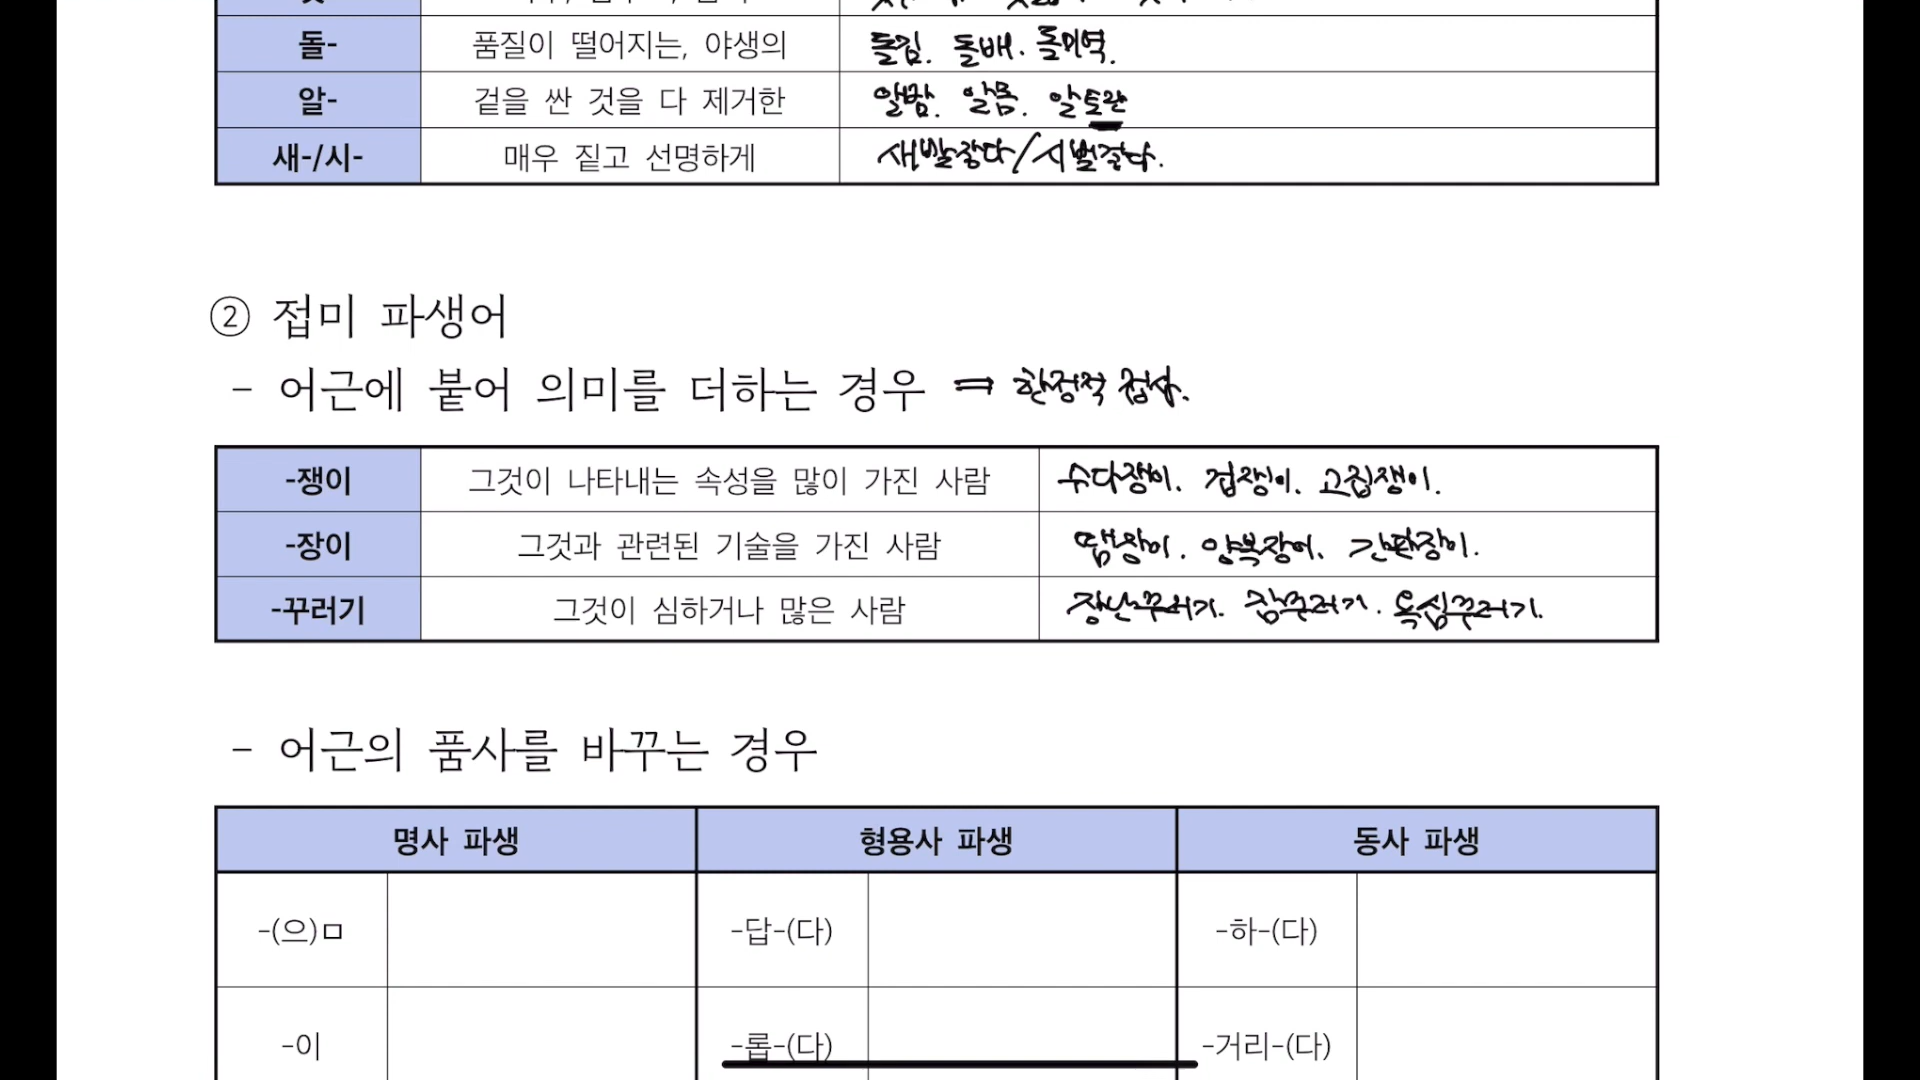 돌- 품질이 떨어지는, 야생의 돌김. 돌배. 돌미역.
알- 겉을 싼 것을 다 제거한 알밤. 알몸. 알토란
새-/시- 매우 짙고 선명하게 새빨갛다/시뻘겋다.
② 접미 파생어
- 어근에 붙어 의미를 더하는 경우 ⇒ 한정적 접사.
-쟁이 그것이 나타내는 속성을 많이 가진 사람 수다쟁이. 겁쟁이. 고집쟁이.
-장이 그것과 관련된 기술을 가진 사람 땜장이. 양복장이. 간판장이.
-꾸러기 그것이 심하거나 많은 사람 장난꾸러기. 잠꾸러기. 욕심꾸러기.
- 어근의 품사를 바꾸는 경우
명사 파생 형용사 파생 동사 파생
-(으)ㅁ -답-(다) -하-(다)
-이 -롭-(다) -거리-(다)